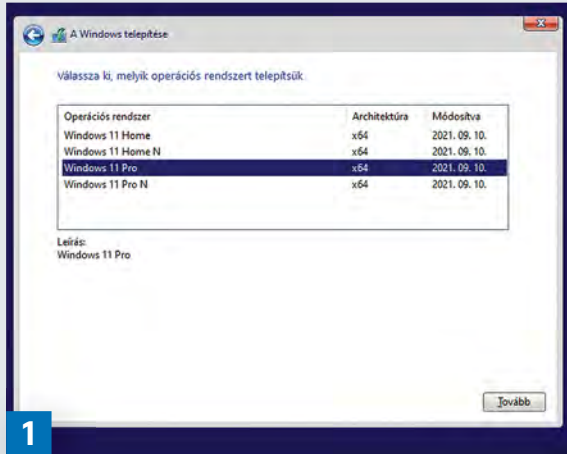 A Windows telepítése
Válassza ki, melyik operációs rendszert telepítsük
Operációs rendszer Architektúra Módosítva
Windows 11 Home x64 2021. 09. 10.
Windows 11 Home N x64 2021. 09. 10.
Windows 11 Pro x64 2021. 09. 10.
Windows 11 Pro N x64 2021. 09. 10.
Leírás:
Windows 11 Pro
Tovább
1